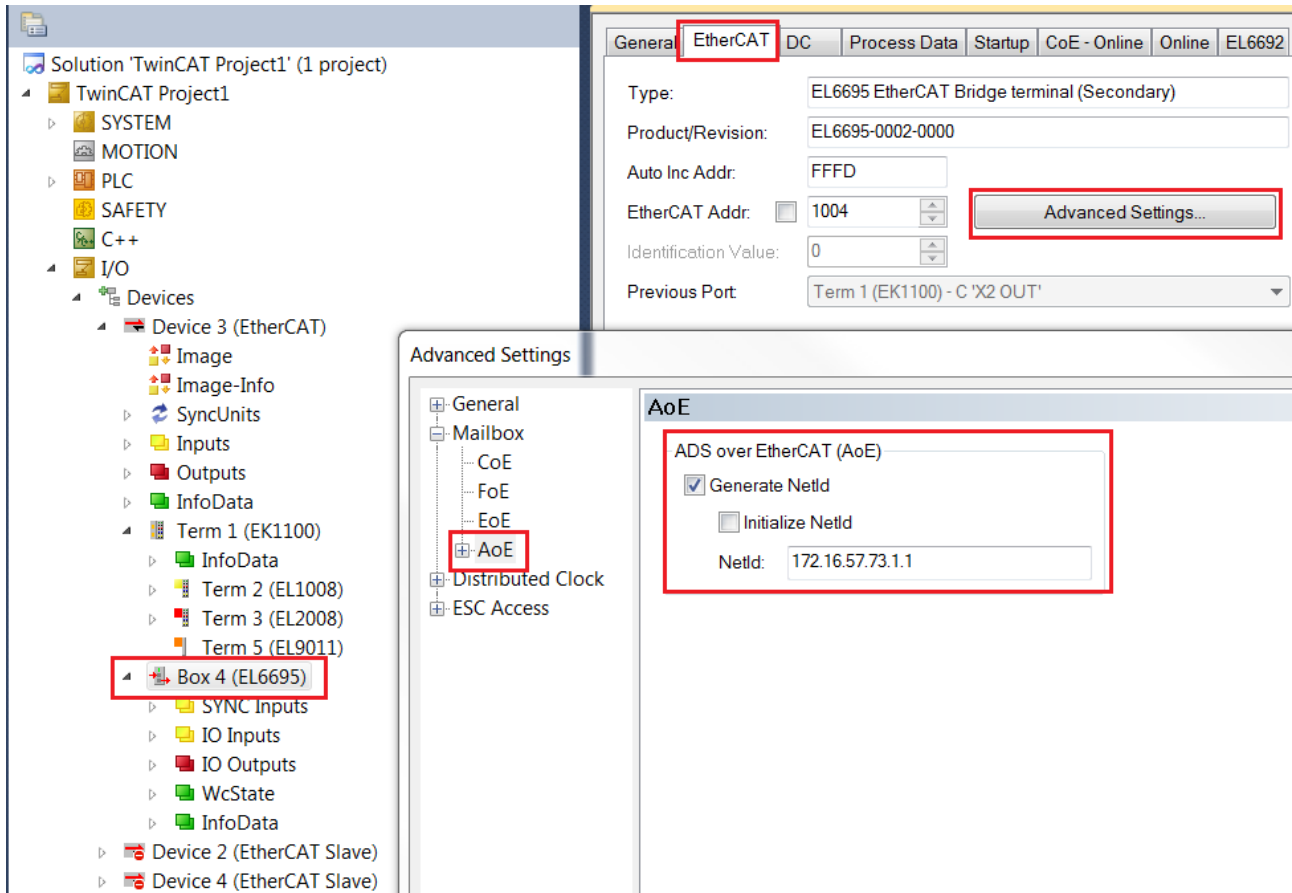 Solution 'TwinCAT Project1' (1 project)
TwinCAT Project1
SYSTEM
MOTION
PLC
SAFETY
C++
I/O
Devices
Device 3 (EtherCAT)
Image
Image-Info
SyncUnits
Inputs
Outputs
InfoData
Term 1 (EK1100)
InfoData
Term 2 (EL1008)
Term 3 (EL2008)
Term 5 (EL9011)
Box 4 (EL6695)
SYNC Inputs
IO Inputs
IO Outputs
WcState
InfoData
Device 2 (EtherCAT Slave)
Device 4 (EtherCAT Slave)
General EtherCAT DC Process Data Startup CoE - Online Online EL6692
Type: EL6695 EtherCAT Bridge terminal (Secondary)
Product/Revision: EL6695-0002-0000
Auto Inc Addr: FFFD
EtherCAT Addr: 1004 Advanced Settings...
Identification Value: 0
Previous Port: Term 1 (EK1100) - C 'X2 OUT'
Advanced Settings
General
Mailbox
CoE
FoE
EoE
AoE
Distributed Clock
ESC Access
AoE
ADS over EtherCAT (AoE)
Generate NetId
Initialize NetId
NetId: 172.16.57.73.1.1